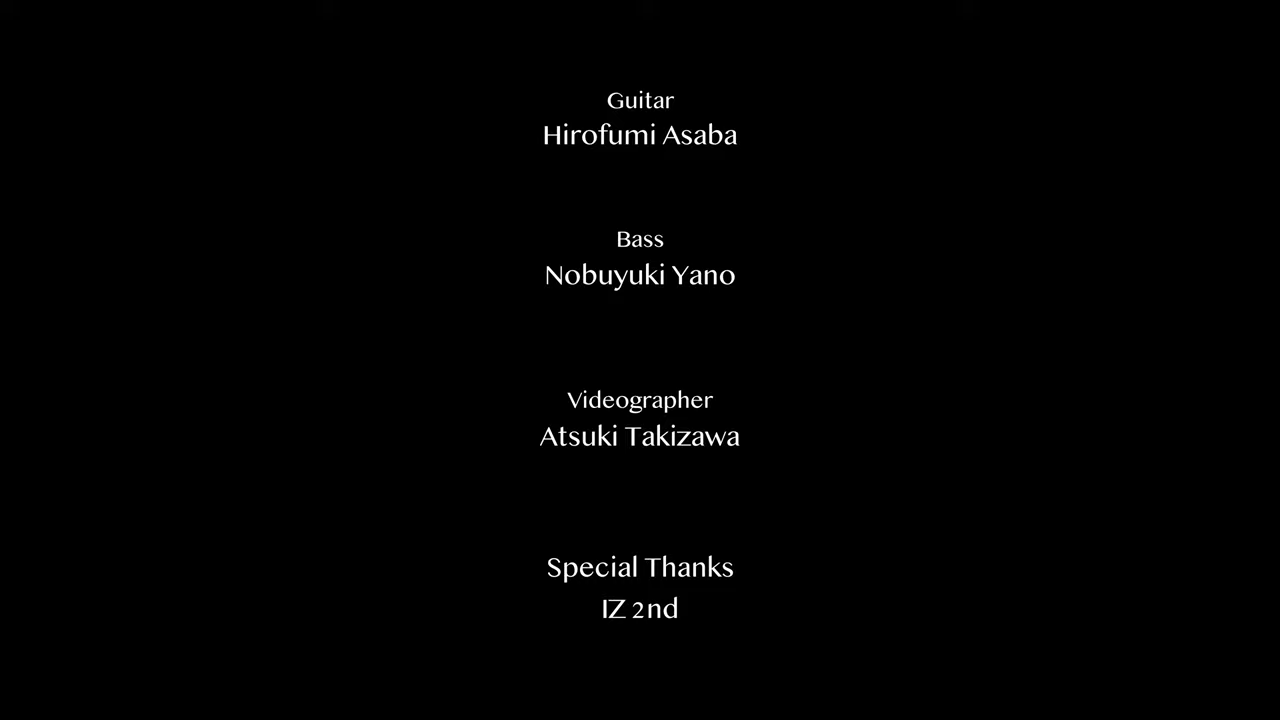 Guitar
Hirofumi Asaba
Bass
Nobuyuki Yano
Videographer
Atsuki Takizawa
Special Thanks
IZ 2nd